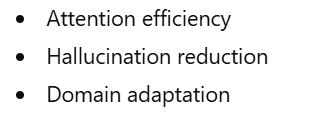 • Attention efficiency
• Hallucination reduction
• Domain adaptation